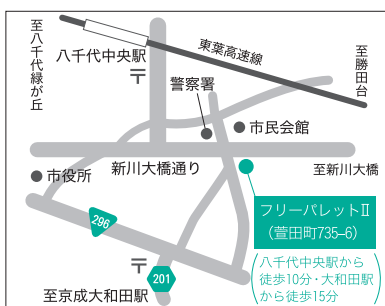 至八千代緑が丘
八千代中央駅
〒
東葉高速線
至勝田台
警察署
市民会館
市役所
新川大橋通り
至新川大橋
フリーパレットⅡ
（萱田町735–6）
296
〒
201
八千代中央駅から
徒歩10分・大和田駅
から徒歩15分
至京成大和田駅